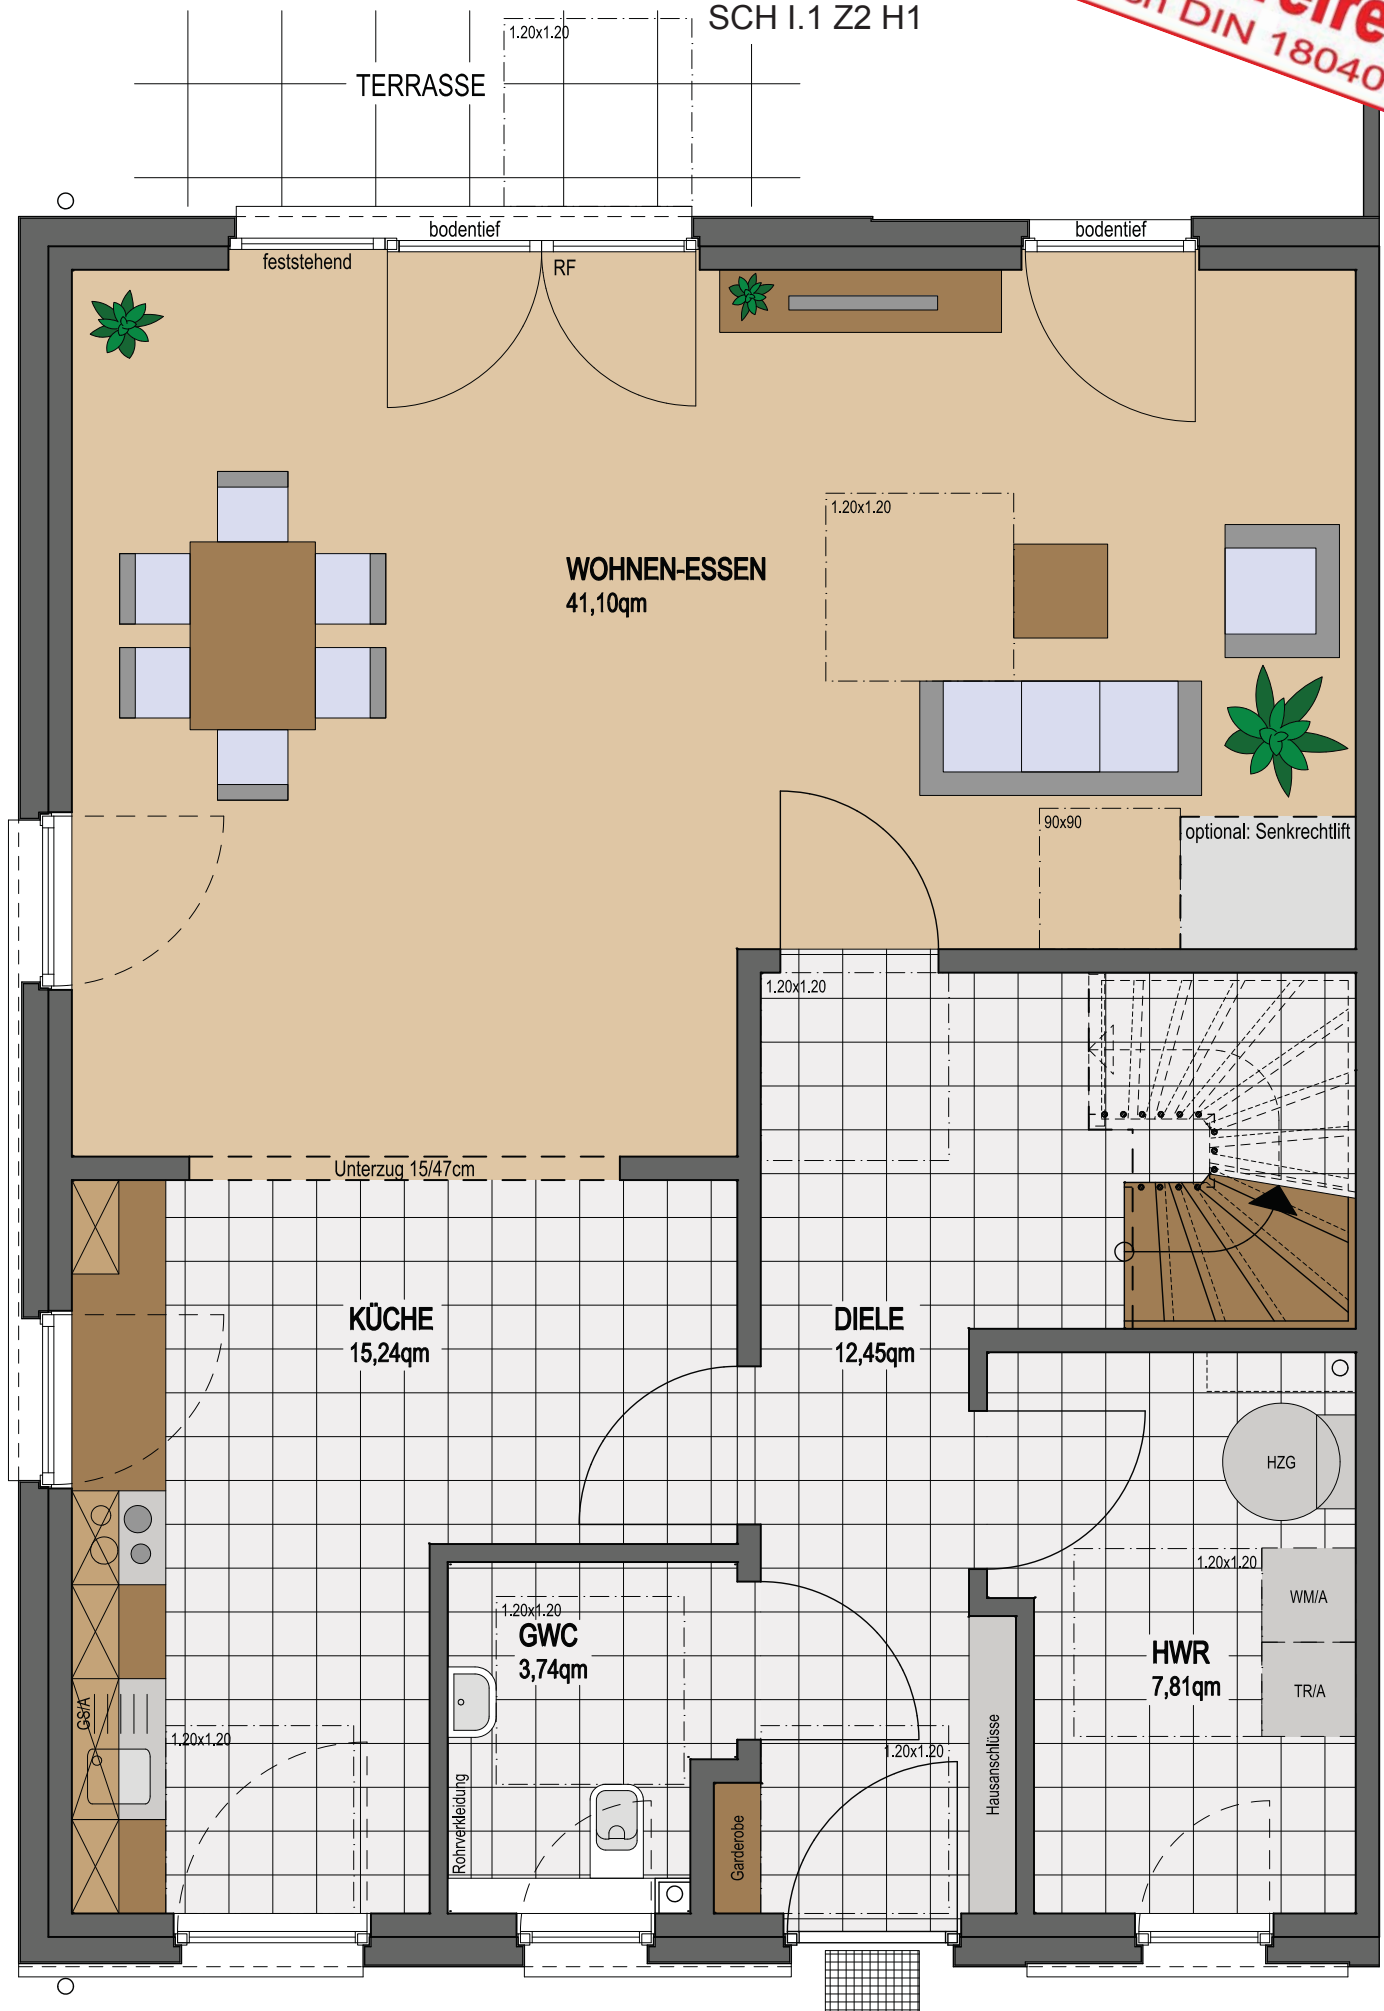 SCH I.1 Z2 H1
DIN 18040
1.20x1.20
TERRASSE
bodentief
bodentief
feststehend
RF
1.20x1.20
WOHNEN-ESSEN
41,10qm
90x90
optional: Senkrechtlift
1.20x1.20
Unterzug 15/47cm
KÜCHE
15,24qm
DIELE
12,45qm
HZG
1.20x1.20
WM/A
1.20x1.20
GWC
3,74qm
HWR
7,81qm
TR/A
GS/A
1.20x1.20
1.20x1.20
Hausanschlüsse
Rohrverkleidung
Garderobe